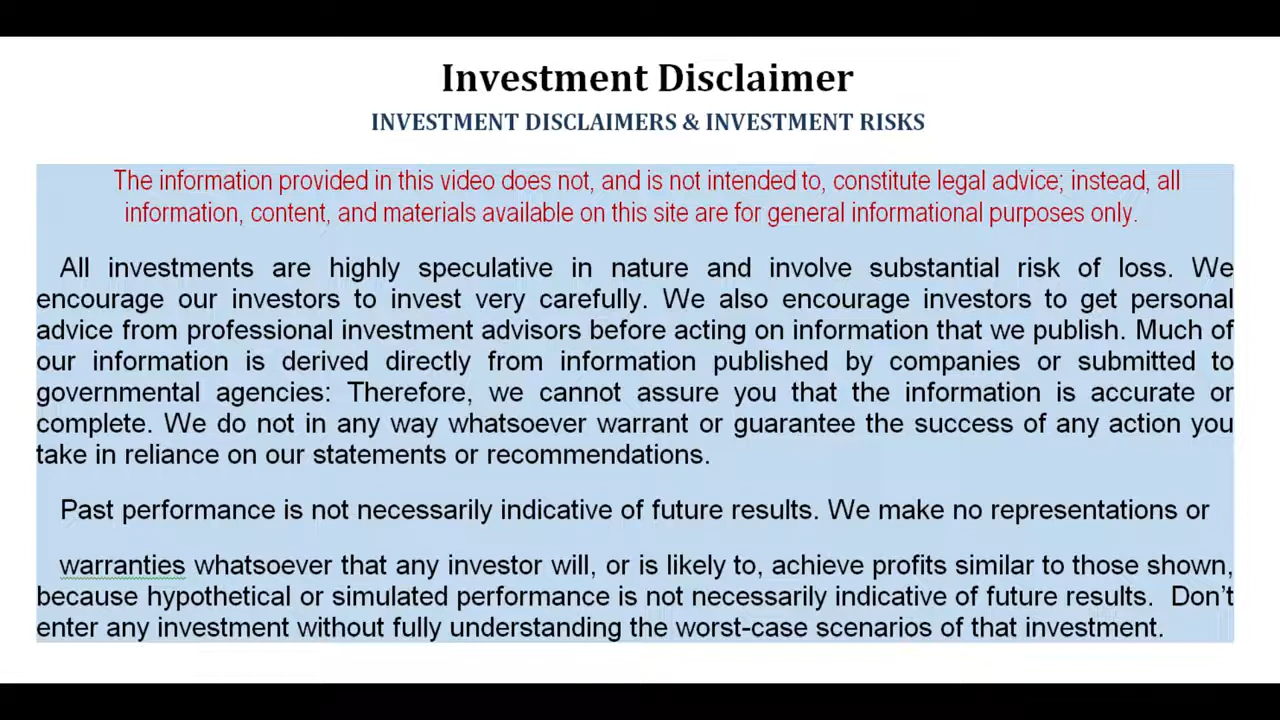 Investment Disclaimer
INVESTMENT DISCLAIMERS & INVESTMENT RISKS
The information provided in this video does not, and is not intended to, constitute legal advice; instead, all
information, content, and materials available on this site are for general informational purposes only.
All investments are highly speculative in nature and involve substantial risk of loss. We
encourage our investors to invest very carefully. We also encourage investors to get personal
advice from professional investment advisors before acting on information that we publish. Much of
our information is derived directly from information published by companies or submitted to
governmental agencies: Therefore, we cannot assure you that the information is accurate or
complete. We do not in any way whatsoever warrant or guarantee the success of any action you
take in reliance on our statements or recommendations.
Past performance is not necessarily indicative of future results. We make no representations or
warranties whatsoever that any investor will, or is likely to, achieve profits similar to those shown,
because hypothetical or simulated performance is not necessarily indicative of future results. Don’t
enter any investment without fully understanding the worst-case scenarios of that investment.